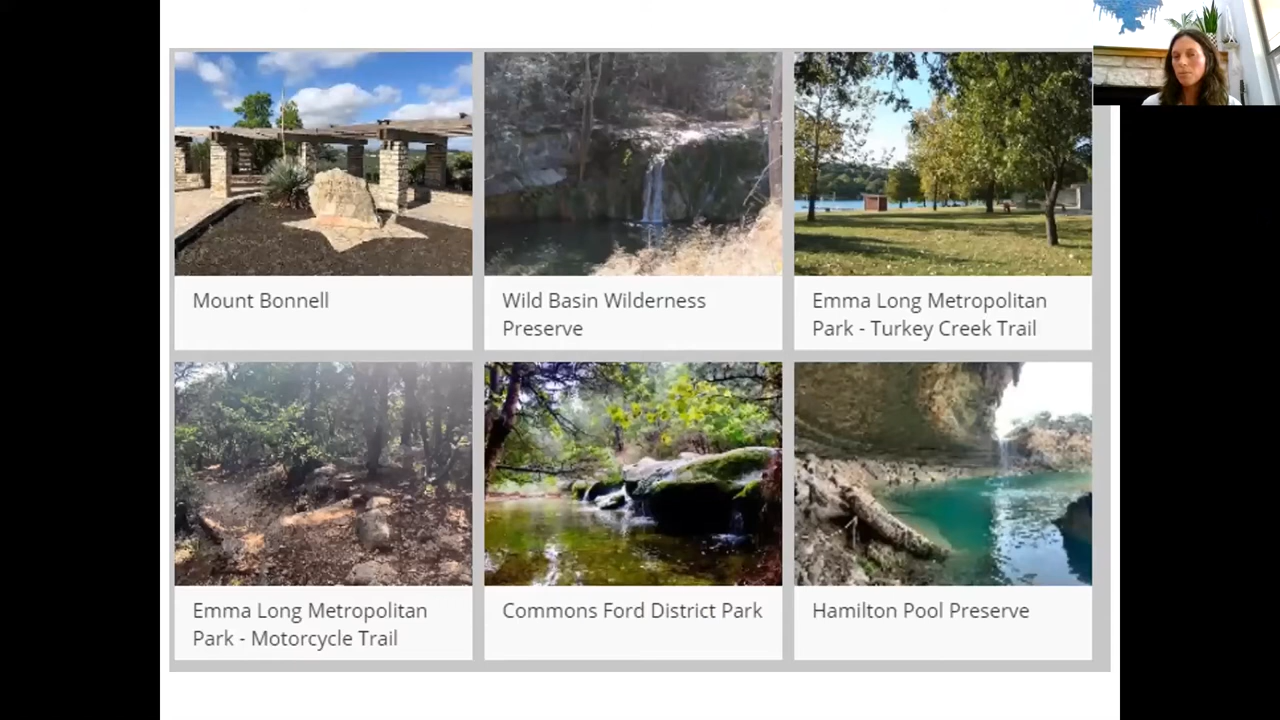 Mount Bonnell
Wild Basin Wilderness
Preserve
Emma Long Metropolitan
Park - Turkey Creek Trail
Emma Long Metropolitan
Park - Motorcycle Trail
Commons Ford District Park
Hamilton Pool Preserve